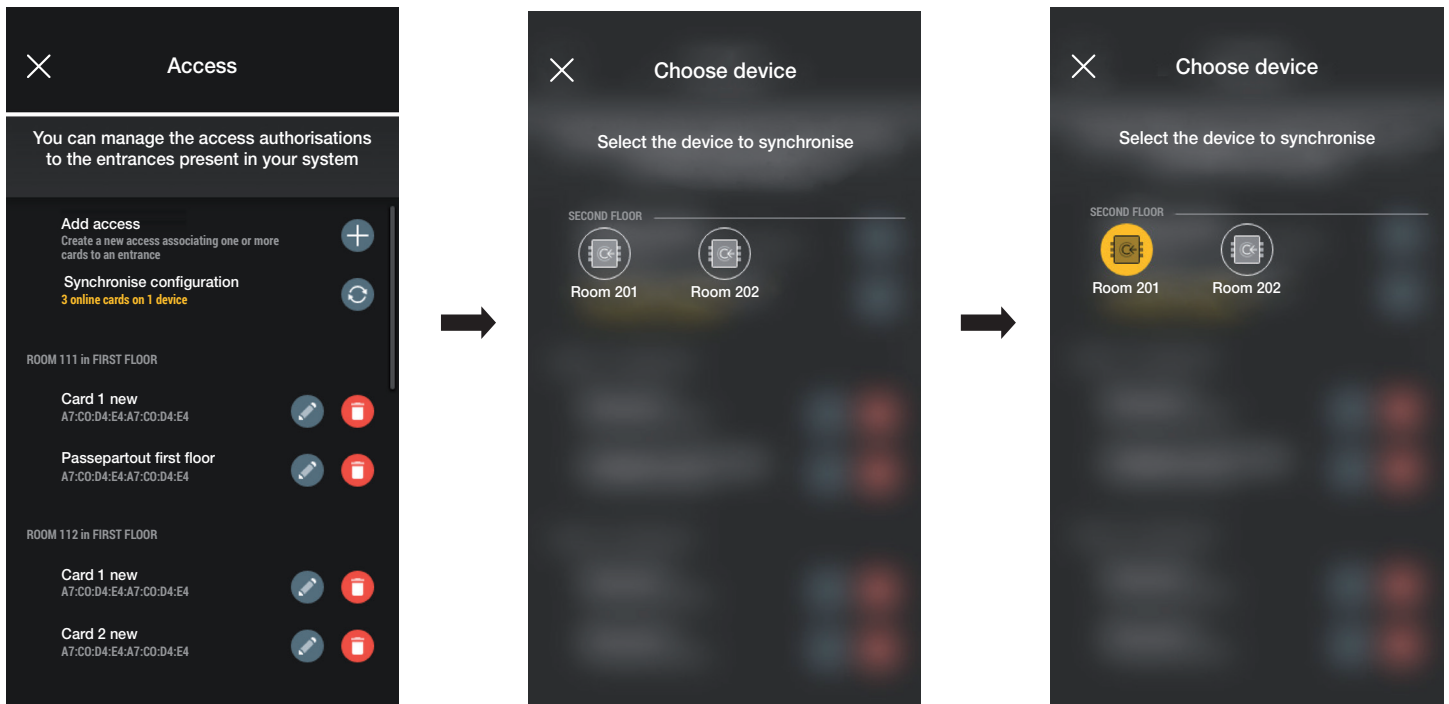 Access
You can manage the access authorisations
to the entrances present in your system
Add access
Create a new access associating one or more
cards to an entrance
Synchronise configuration
3 online cards on 1 device
ROOM 111 in FIRST FLOOR
Card 1 new
A7:C0:D4:E4:A7:C0:D4:E4
Passepartout first floor
A7:C0:D4:E4:A7:C0:D4:E4
ROOM 112 in FIRST FLOOR
Card 1 new
A7:C0:D4:E4:A7:C0:D4:E4
Card 2 new
A7:C0:D4:E4:A7:C0:D4:E4
Choose device
Select the device to synchronise
SECOND FLOOR
Room 201 Room 202
Choose device
Select the device to synchronise
SECOND FLOOR
Room 201 Room 202